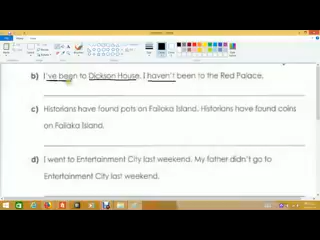 b) I've been to Dickson House. I haven't been to the Red Palace.
c) Historians have found pots on Failaka Island. Historians have found coins
on Failaka Island.
d) I went to Entertainment City last weekend. My father didn't go to
Entertainment City last weekend.